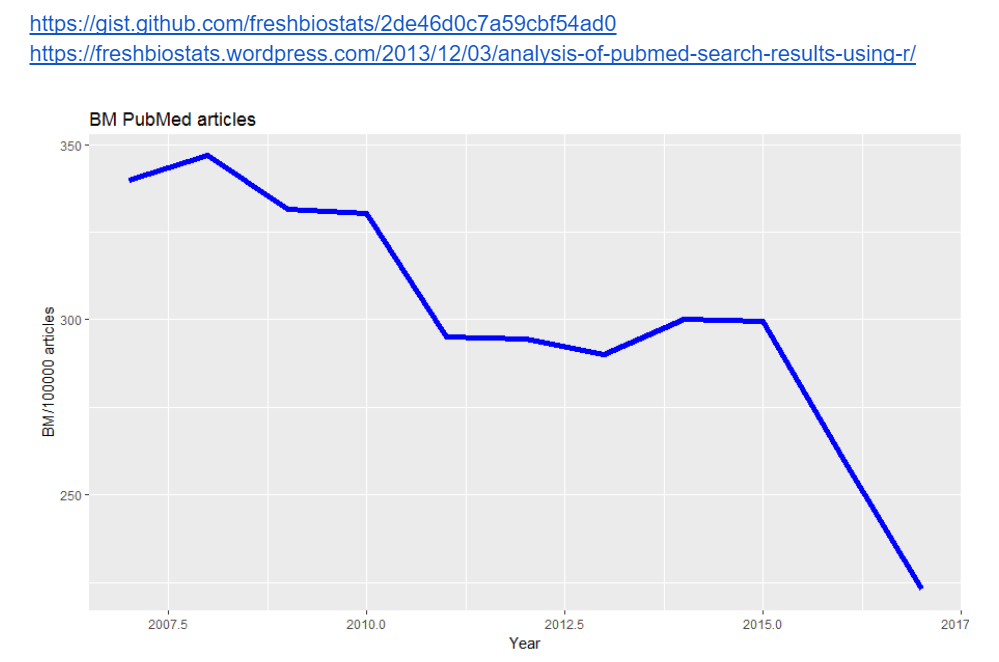 https://gist.github.com/freshbiostats/2de46d0c7a59cbf54ad0
https://freshbiostats.wordpress.com/2013/12/03/analysis-of-pubmed-search-results-using-r/
BM PubMed articles
350
300
250
BM/100000 articles
2007.5 2010.0 2012.5 2015.0 2017
Year